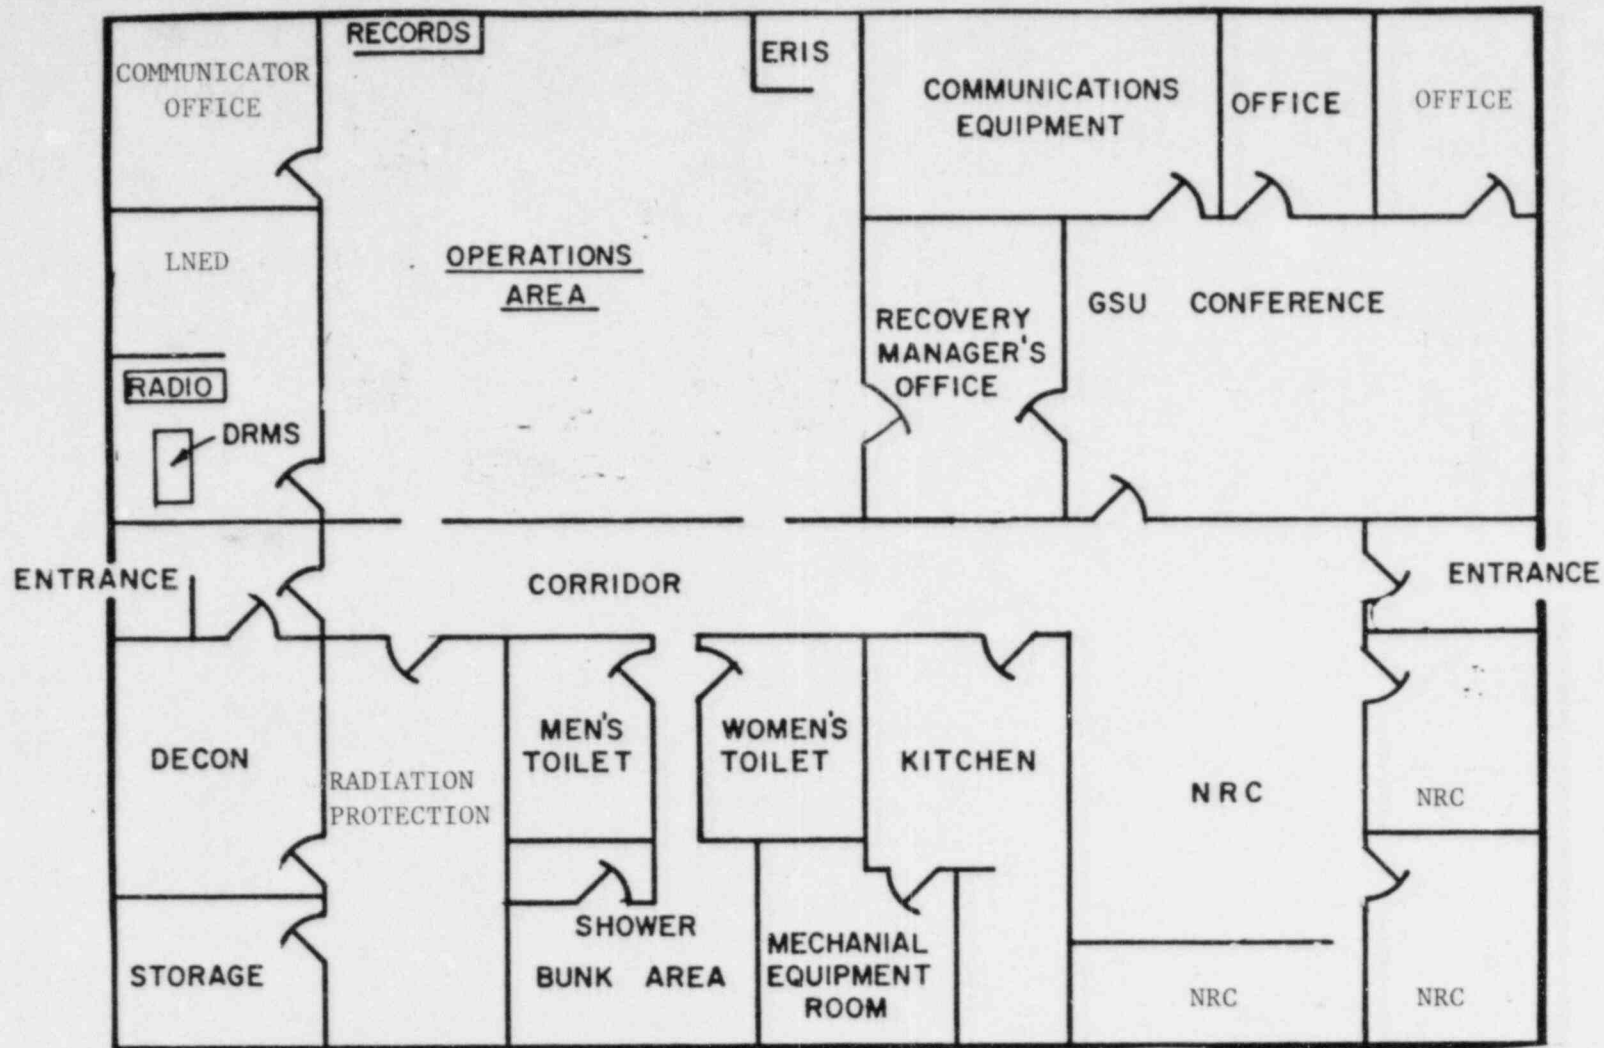 RECORDS
ERIS
COMMUNICATOR
OFFICE
COMMUNICATIONS
EQUIPMENT
OFFICE
OFFICE
LNED
OPERATIONS
AREA
GSU CONFERENCE
RECOVERY
MANAGER'S
OFFICE
RADIO
DRMS
ENTRANCE
CORRIDOR
ENTRANCE
DECON
RADIATION
PROTECTION
MEN'S
TOILET
WOMEN'S
TOILET
KITCHEN
NRC
NRC
STORAGE
SHOWER
BUNK AREA
MECHANIAL
EQUIPMENT
ROOM
NRC
NRC